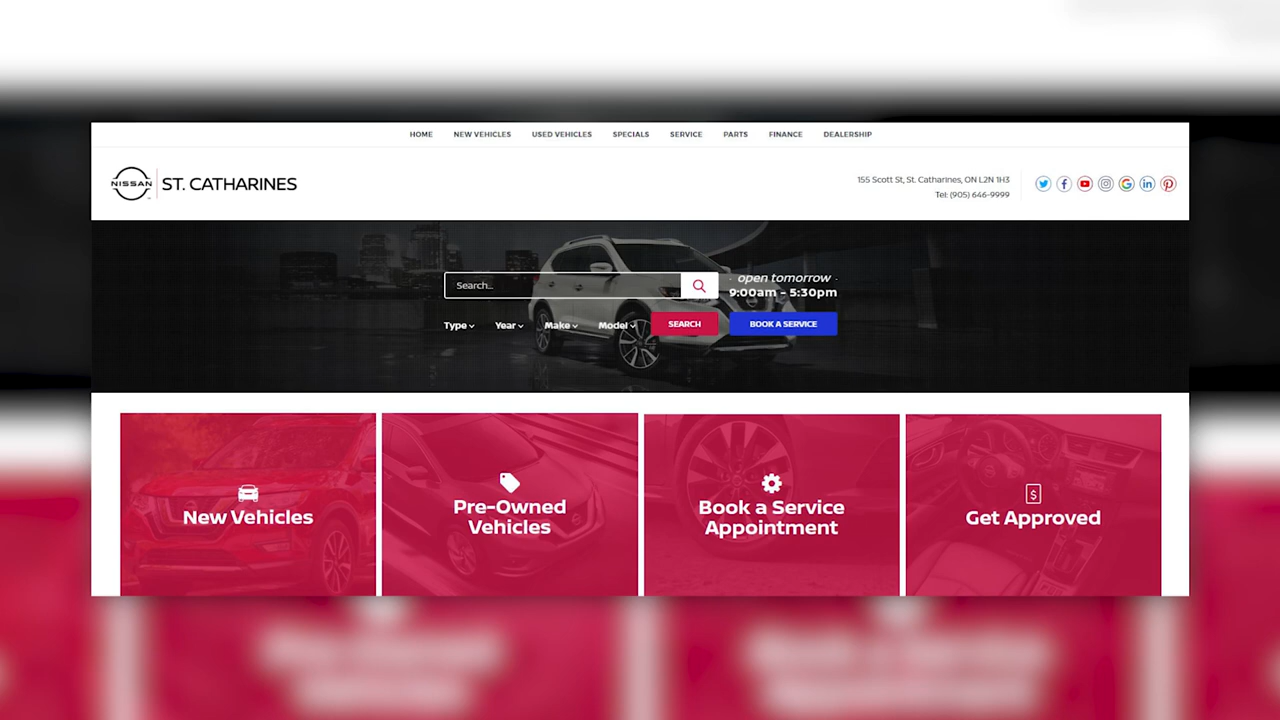 HOME NEW VEHICLES USED VEHICLES SPECIALS SERVICE PARTS FINANCE DEALERSHIP
NISSAN ST. CATHARINES
155 Scott St, St. Catharines, ON L2N 1H3
Tel: (905) 646-9999
Search...
· open tomorrow ·
9:00am - 5:30pm
Type Year Make Model SEARCH BOOK A SERVICE
New Vehicles
Pre-Owned
Vehicles
Book a Service
Appointment
Get Approved